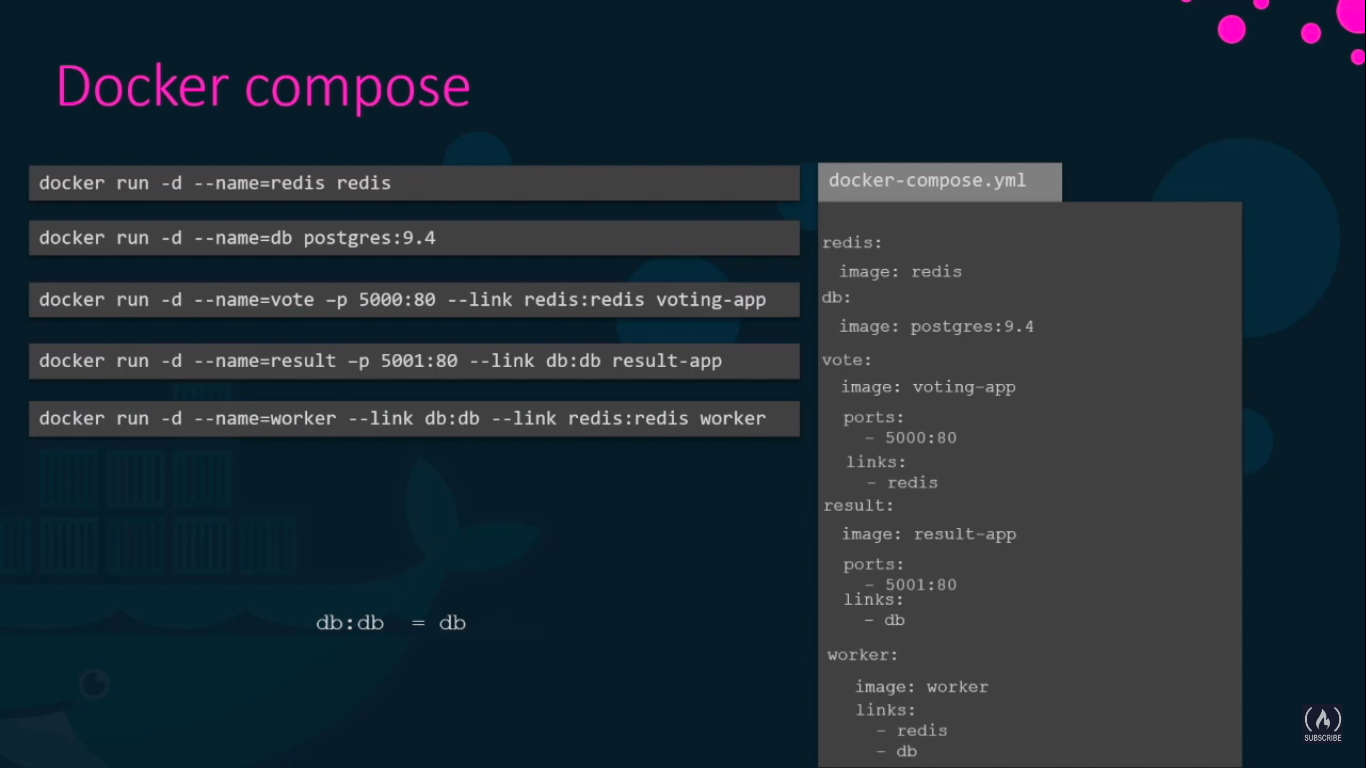 Docker compose
docker run -d --name=redis redis
docker run -d --name=db postgres:9.4
docker run -d --name=vote –p 5000:80 --link redis:redis voting-app
docker run -d --name=result –p 5001:80 --link db:db result-app
docker run -d --name=worker --link db:db --link redis:redis worker
db:db = db
docker-compose.yml
redis:
image: redis
db:
image: postgres:9.4
vote:
image: voting-app
ports:
- 5000:80
links:
- redis
result:
image: result-app
ports:
- 5001:80
links:
- db
worker:
image: worker
links:
- redis
- db
SUBSCRIBE